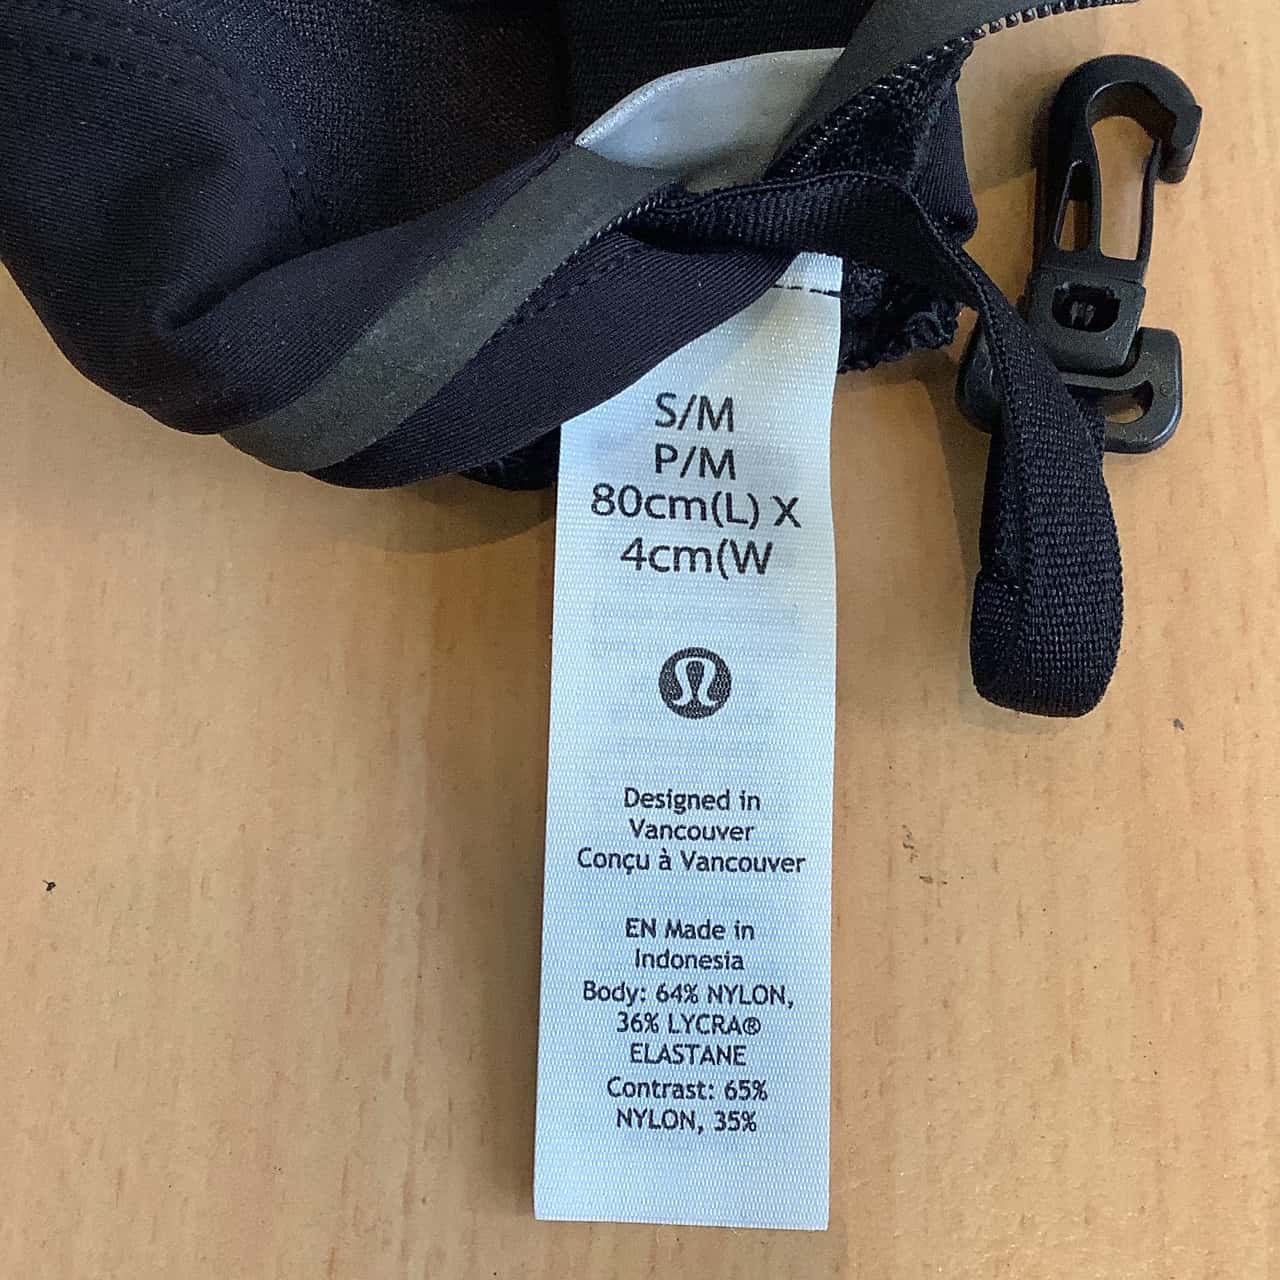 S/M
P/M
80cm(L) X
4cm(W
Designed in
Vancouver
Conçu à Vancouver
EN Made in
Indonesia
Body: 64% NYLON,
36% LYCRA®
ELASTANE
Contrast: 65%
NYLON, 35%